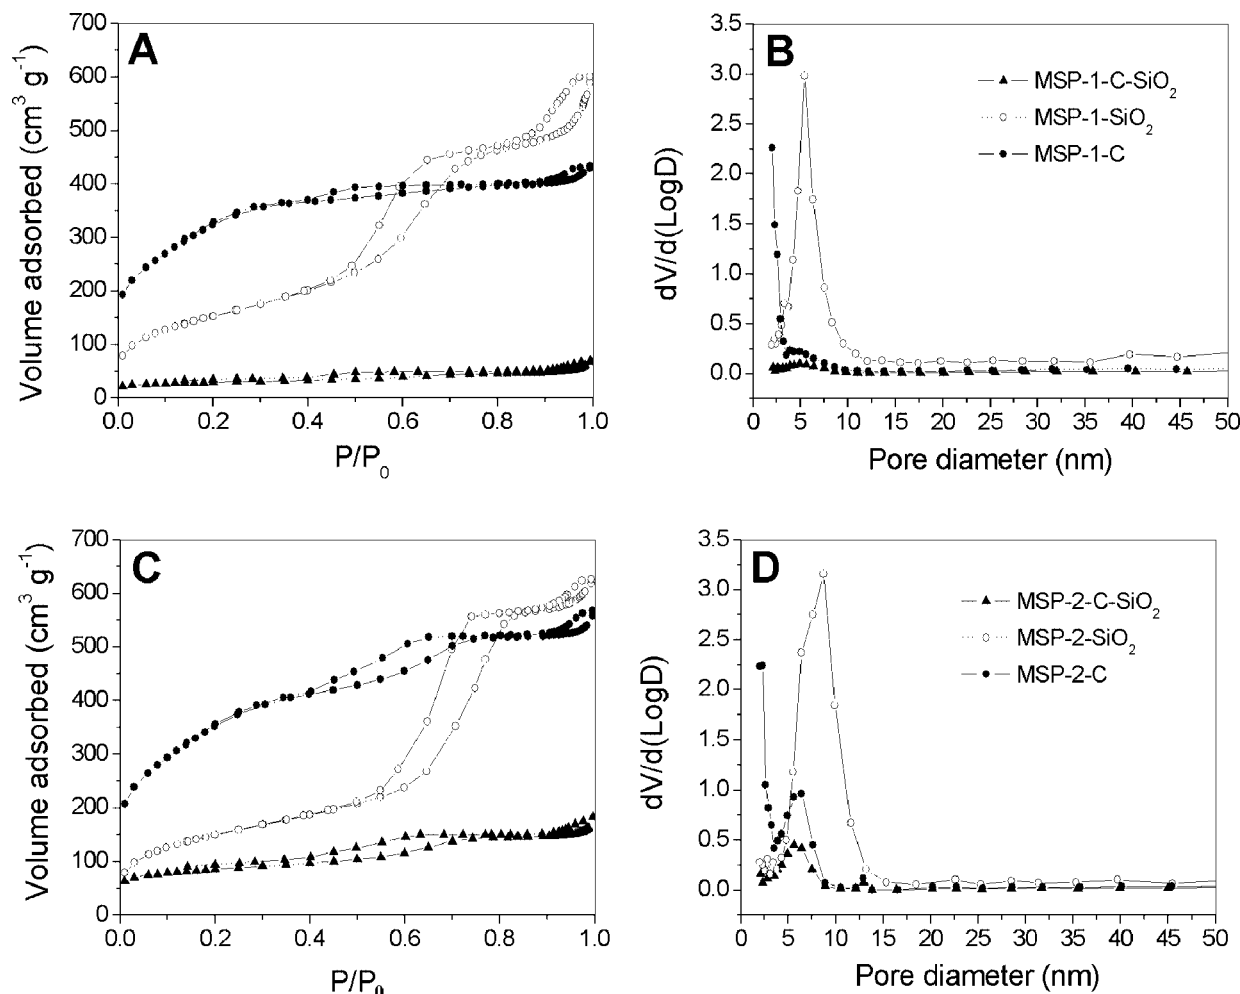 A
Volume adsorbed (cm³ g⁻¹)
700
600
500
400
300
200
100
0
0.0 0.2 0.4 0.6 0.8 1.0
P/P₀
B
dV/d(LogD)
3.5
3.0
2.5
2.0
1.5
1.0
0.5
0.0
MSP-1-C-SiO₂
MSP-1-SiO₂
MSP-1-C
0 5 10 15 20 25 30 35 40 45 50
Pore diameter (nm)
C
Volume adsorbed (cm³ g⁻¹)
700
600
500
400
300
200
100
0
0.0 0.2 0.4 0.6 0.8 1.0
P/P₀
D
dV/d(LogD)
3.5
3.0
2.5
2.0
1.5
1.0
0.5
0.0
MSP-2-C-SiO₂
MSP-2-SiO₂
MSP-2-C
0 5 10 15 20 25 30 35 40 45 50
Pore diameter (nm)